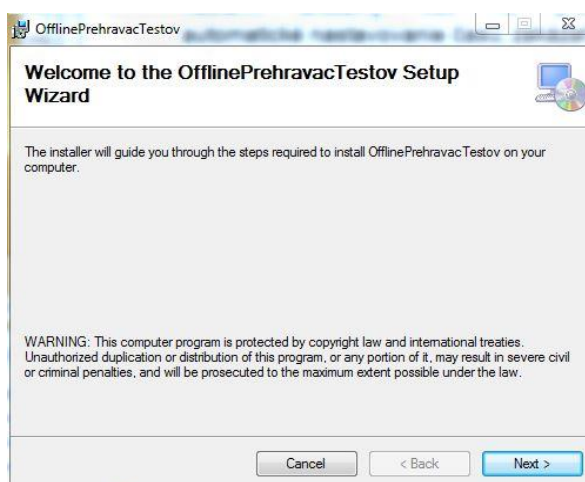 OfflinePrehravacTestov
automatické nastavovanie času
Welcome to the OfflinePrehravacTestov Setup
Wizard
The installer will guide you through the steps required to install OfflinePrehravacTestov on your
computer.
WARNING: This computer program is protected by copyright law and international treaties.
Unauthorized duplication or distribution of this program, or any portion of it, may result in severe civil
or criminal penalties, and will be prosecuted to the maximum extent possible under the law.
Cancel
< Back
Next >